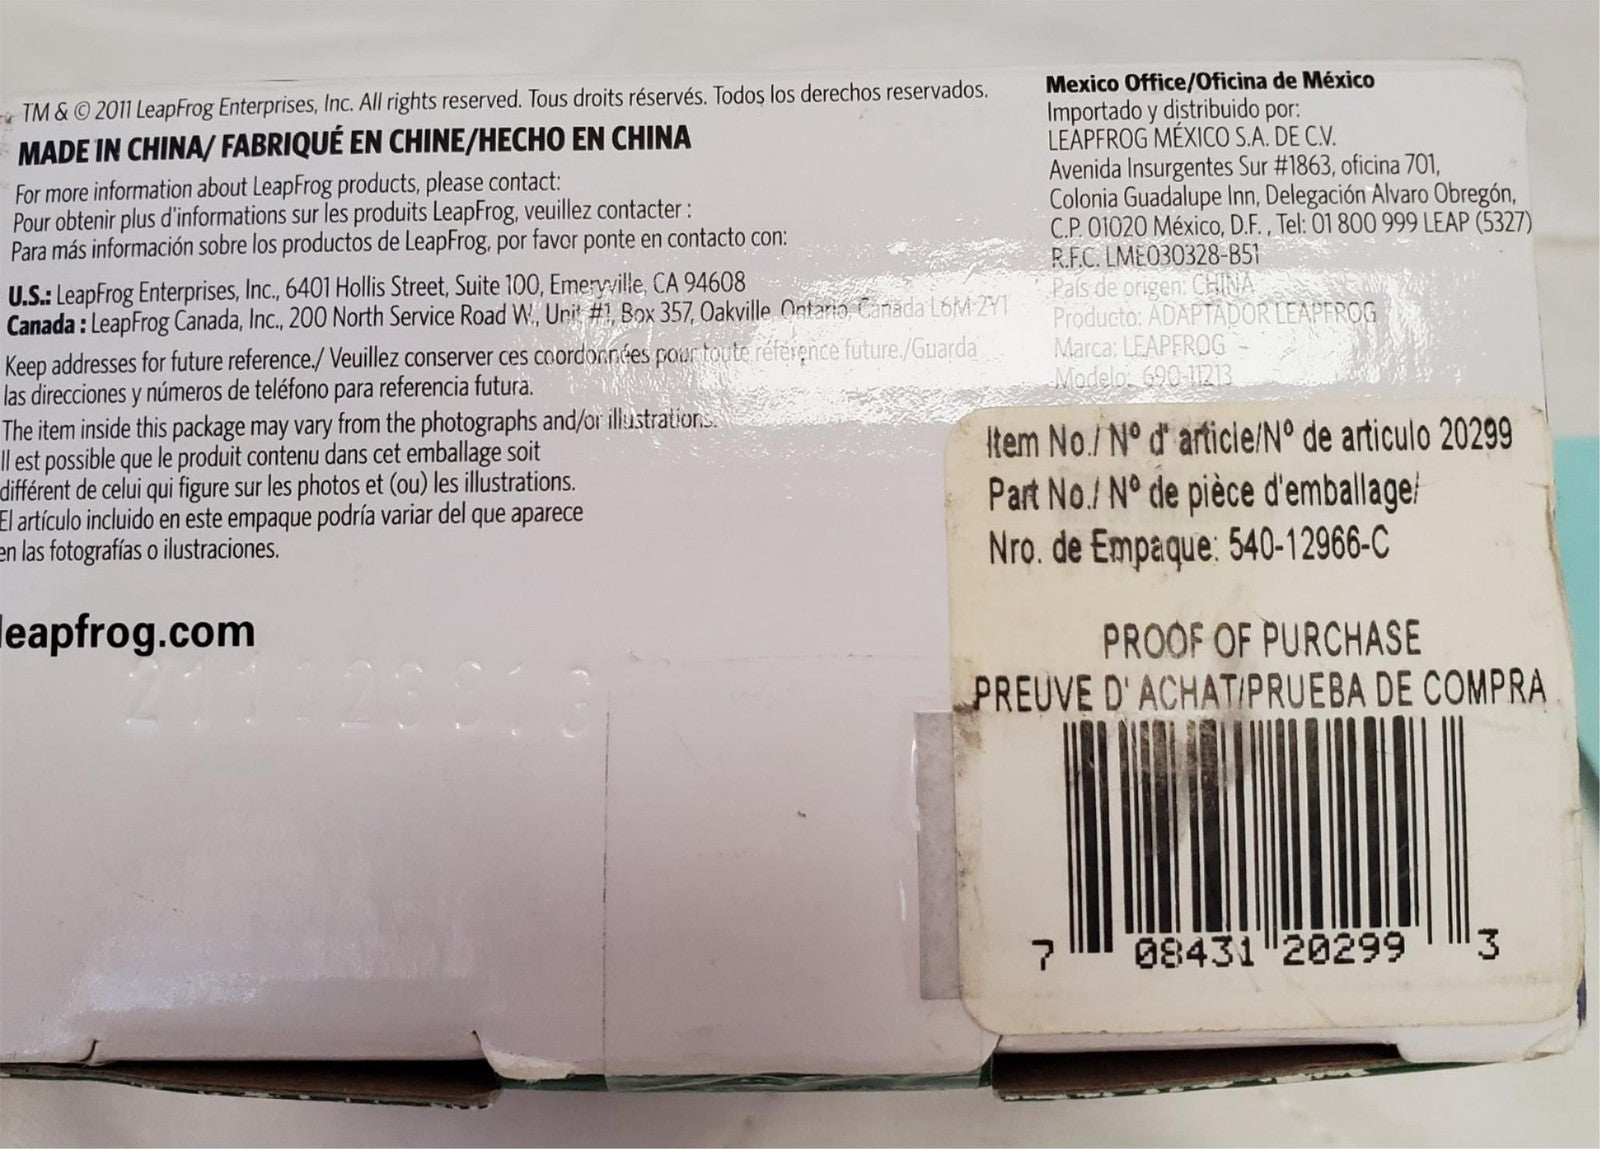 TM & © 2011 LeapFrog Enterprises, Inc. All rights reserved. Tous droits réservés. Todos los derechos reservados.
MADE IN CHINA/ FABRIQUÉ EN CHINE/HECHO EN CHINA
For more information about LeapFrog products, please contact:
Pour obtenir plus d'informations sur les produits LeapFrog, veuillez contacter :
Para más información sobre los productos de LeapFrog, por favor ponte en contacto con:
U.S.: LeapFrog Enterprises, Inc., 6401 Hollis Street, Suite 100, Emeryville, CA 94608
Canada : LeapFrog Canada, Inc., 200 North Service Road W., Unit #1, Box 357, Oakville, Ontario, Canada L6M 2Y1
Keep addresses for future reference./ Veuillez conserver ces coordonnées pour toute référence future./Guarda
las direcciones y números de teléfono para referencia futura.
The item inside this package may vary from the photographs and/or illustrations.
Il est possible que le produit contenu dans cet emballage soit
différent de celui qui figure sur les photos et (ou) les illustrations.
El artículo incluido en este empaque podría variar del que aparece
en las fotografías o ilustraciones.
leapfrog.com
Mexico Office/Oficina de México
Importado y distribuido por:
LEAPFROG MÉXICO S.A. DE C.V.
Avenida Insurgentes Sur #1863, oficina 701,
Colonia Guadalupe Inn, Delegación Alvaro Obregón,
C.P. 01020 México, D.F. , Tel: 01 800 999 LEAP (5327)
R.F.C. LME030328-B51
País de origen: CHINA
Producto: ADAPTADOR LEAPFROG
Marca: LEAPFROG
Modelo: 690-11213
Item No./ Nº d' article/Nº de articulo 20299
Part No./ Nº de pièce d'emballage/
Nro. de Empaque: 540-12966-C
PROOF OF PURCHASE
PREUVE D' ACHAT/PRUEBA DE COMPRA
7 08431 20299 3